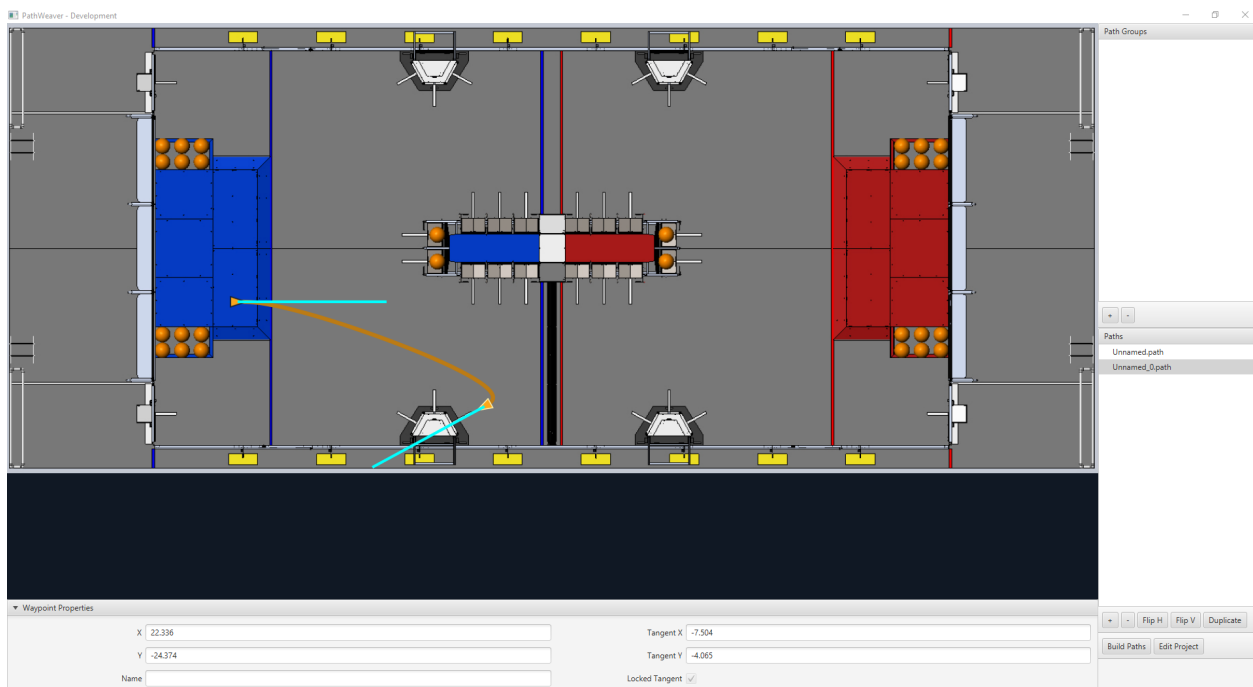 PathWeaver - Development
Path Groups
+ -
Paths
Unnamed.path
Unnamed_0.path
+ - Flip H Flip V Duplicate
Build Paths Edit Project
Waypoint Properties
X 22.336 Tangent X -7.504
Y -24.374 Tangent Y -4.065
Name Locked Tangent